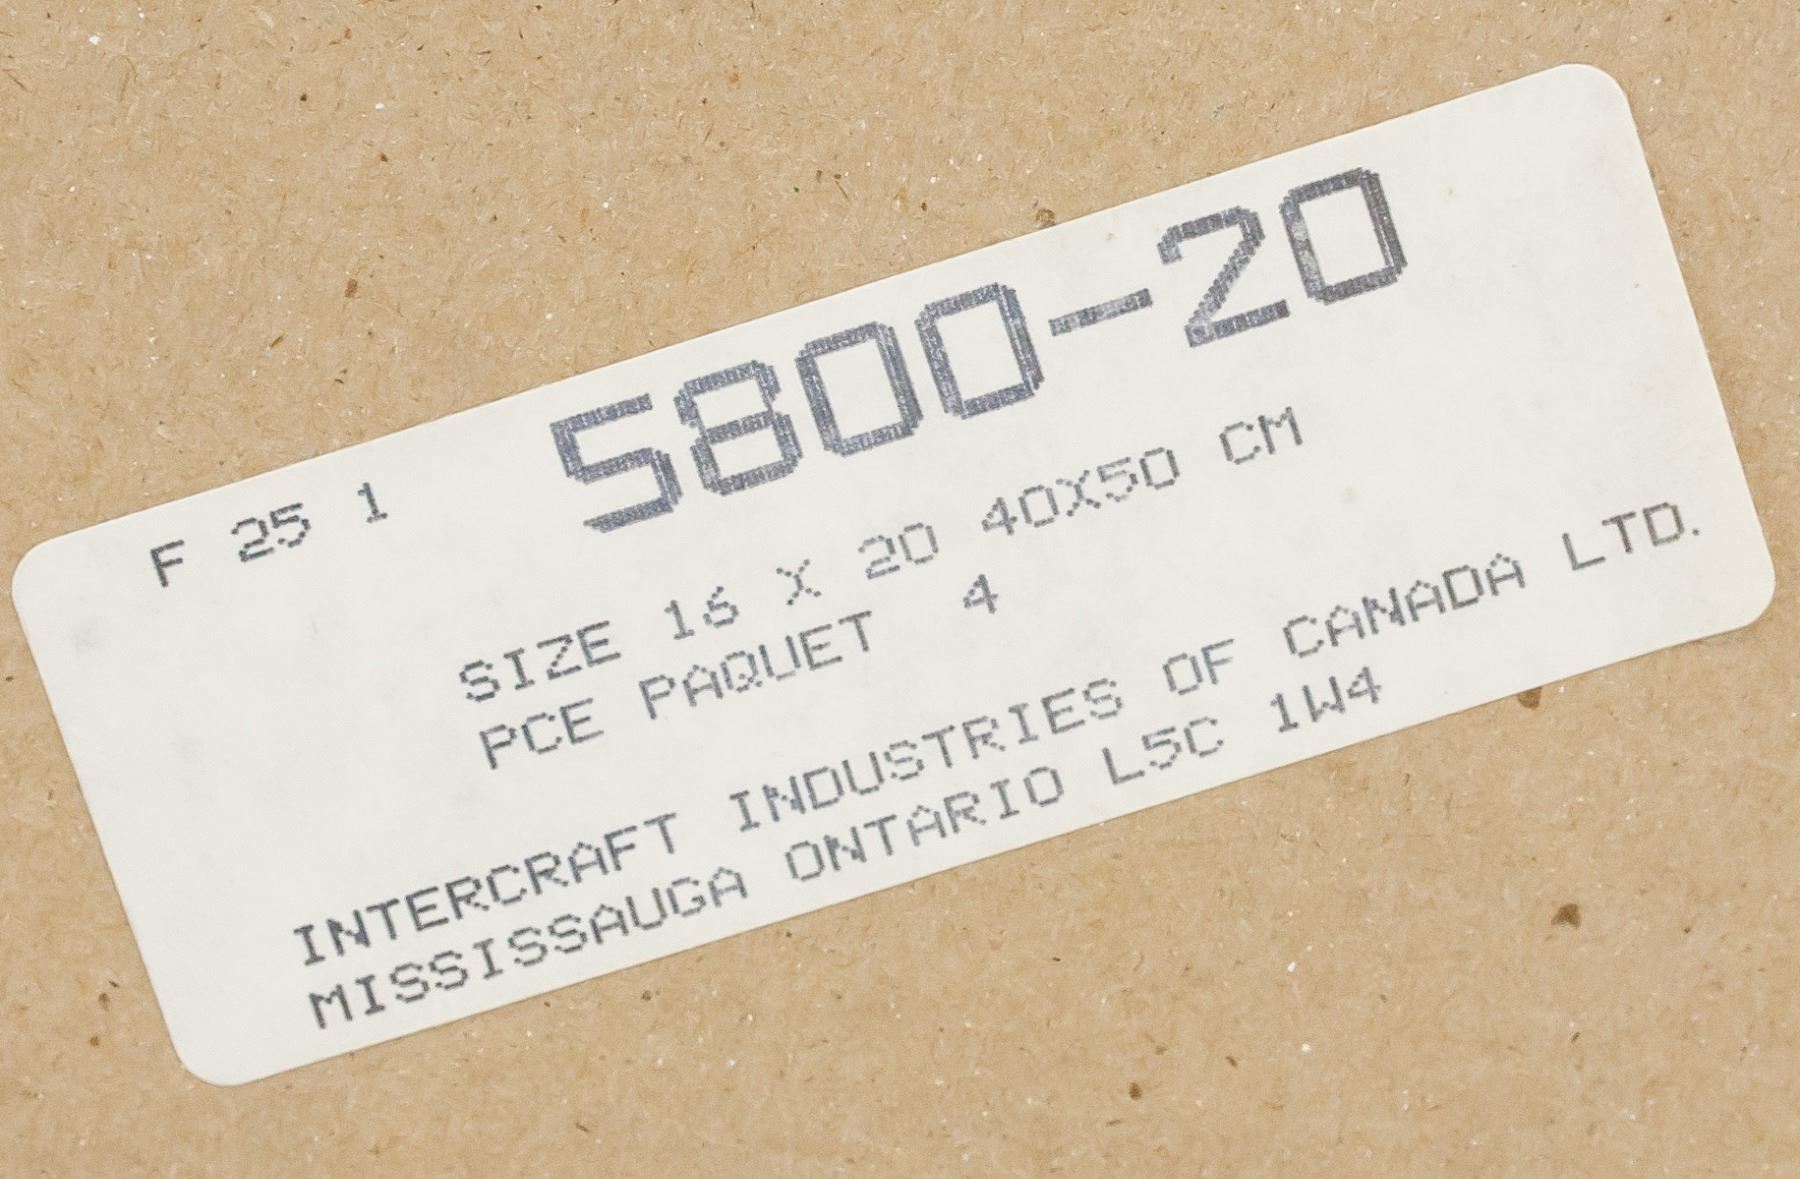 F 25 1 5800-20
SIZE 16 X 20 40X50 CM
PCE PAQUET 4
INTERCRAFT INDUSTRIES OF CANADA LTD.
MISSISSAUGA ONTARIO L5C 1W4